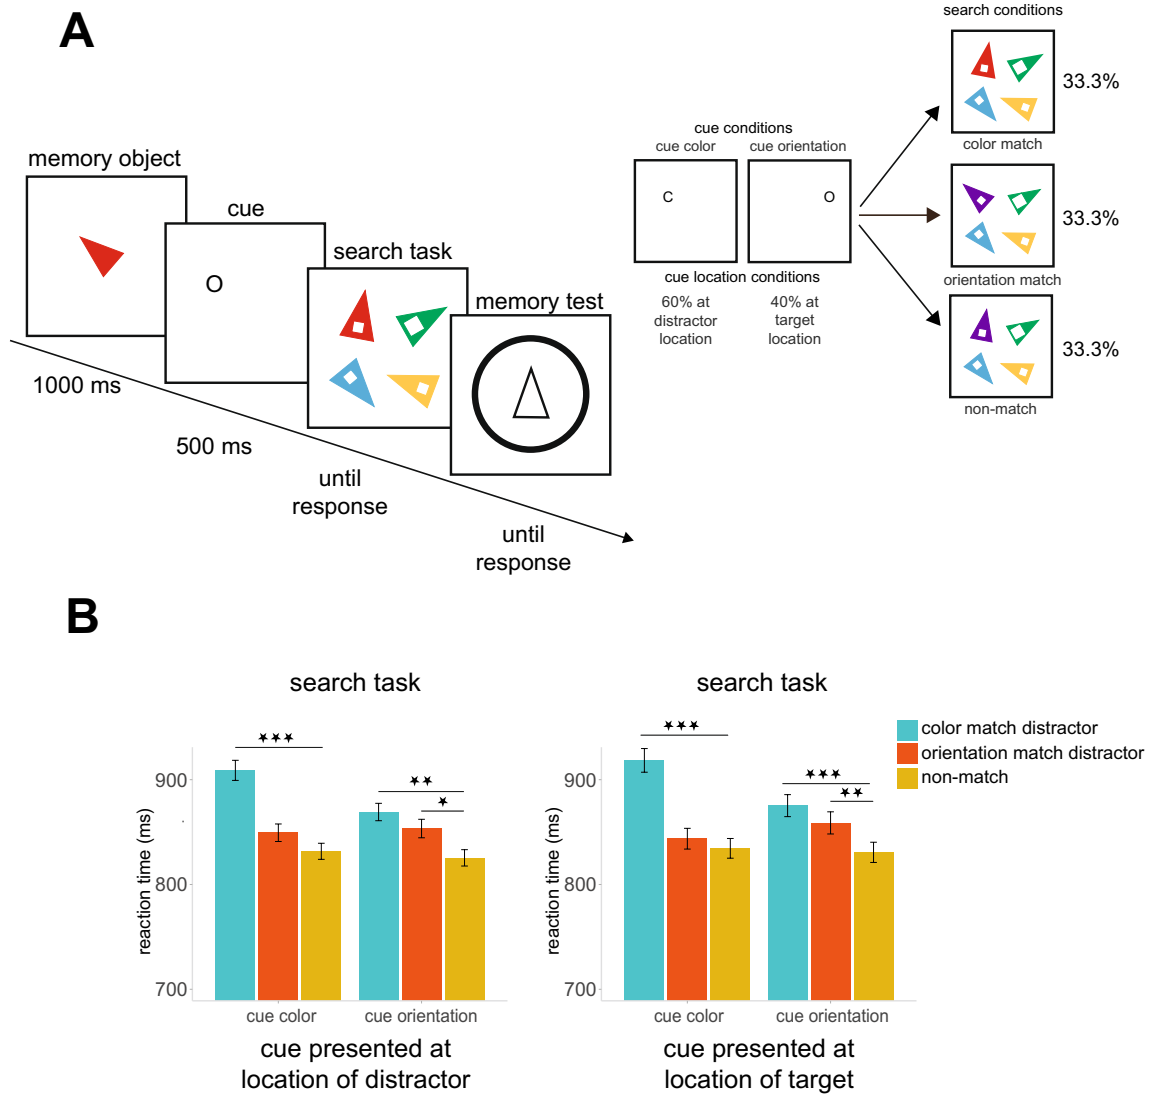 A
memory object
cue
O
search task
memory test
1000 ms
500 ms
until
response
until
response
cue conditions
cue color
cue orientation
C
O
cue location conditions
60% at
distractor
location
40% at
target
location
search conditions
33.3%
color match
33.3%
orientation match
33.3%
non-match
B
search task
★★★
★★
★
900
800
700
reaction time (ms)
cue color
cue orientation
cue presented at
location of distractor
search task
★★★
★★★
★★
900
800
700
reaction time (ms)
cue color
cue orientation
cue presented at
location of target
color match distractor
orientation match distractor
non-match